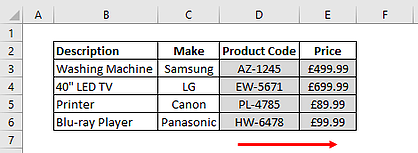 A B C D E F
1
2 Description Make Product Code Price
3 Washing Machine Samsung AZ-1245 £499.99
4 40" LED TV LG EW-5671 £699.99
5 Printer Canon PL-4785 £89.99
6 Blu-ray Player Panasonic HW-6478 £99.99
7